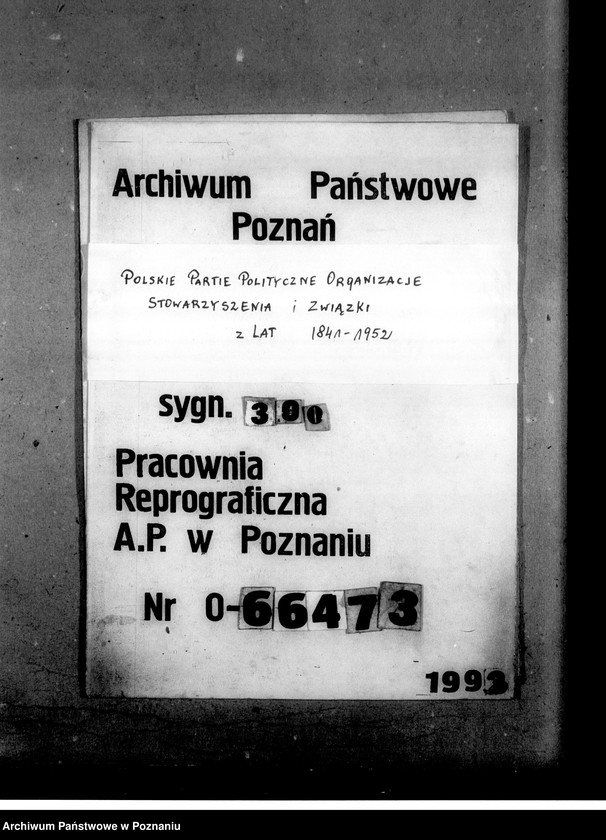 Archiwum Państwowe
Poznań
POLSKIE PARTIE POLITYCZNE ORGANIZACJE
STOWARZYSZENIA i ZWIĄZKI
z LAT 1841-1952
sygn. 390
Pracownia
Reprograficzna
A.P. w Poznaniu
Nr O-66473
1993
Archiwum Państwowe w Poznaniu